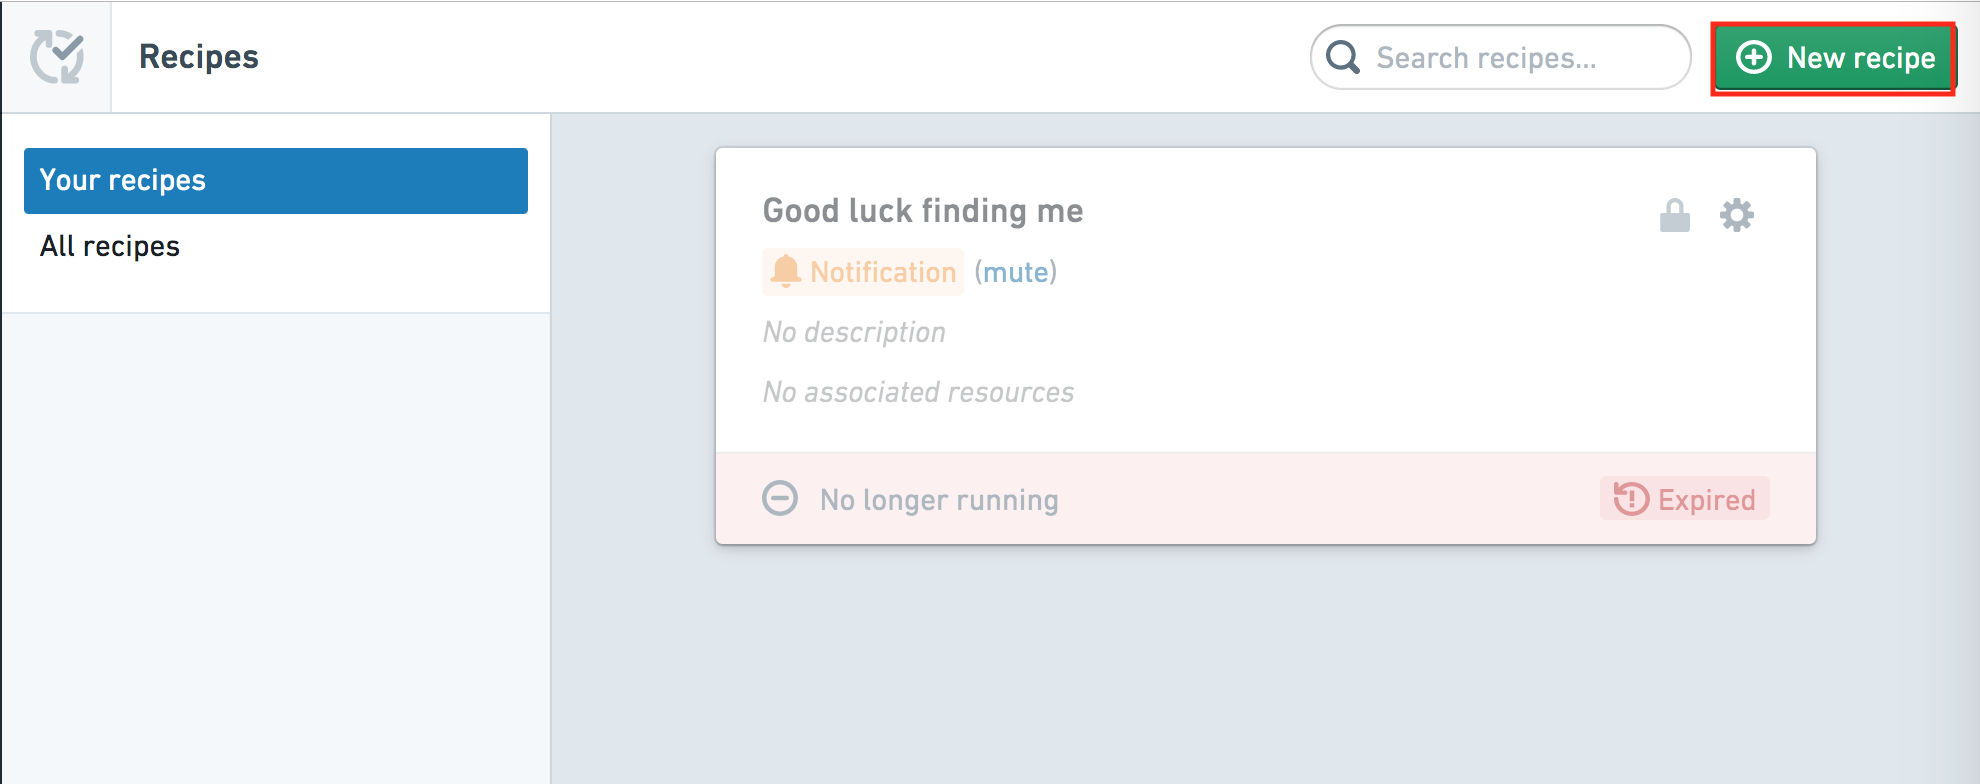 Recipes
Search recipes...
New recipe
Your recipes
All recipes
Good luck finding me
Notification (mute)
No description
No associated resources
No longer running
Expired